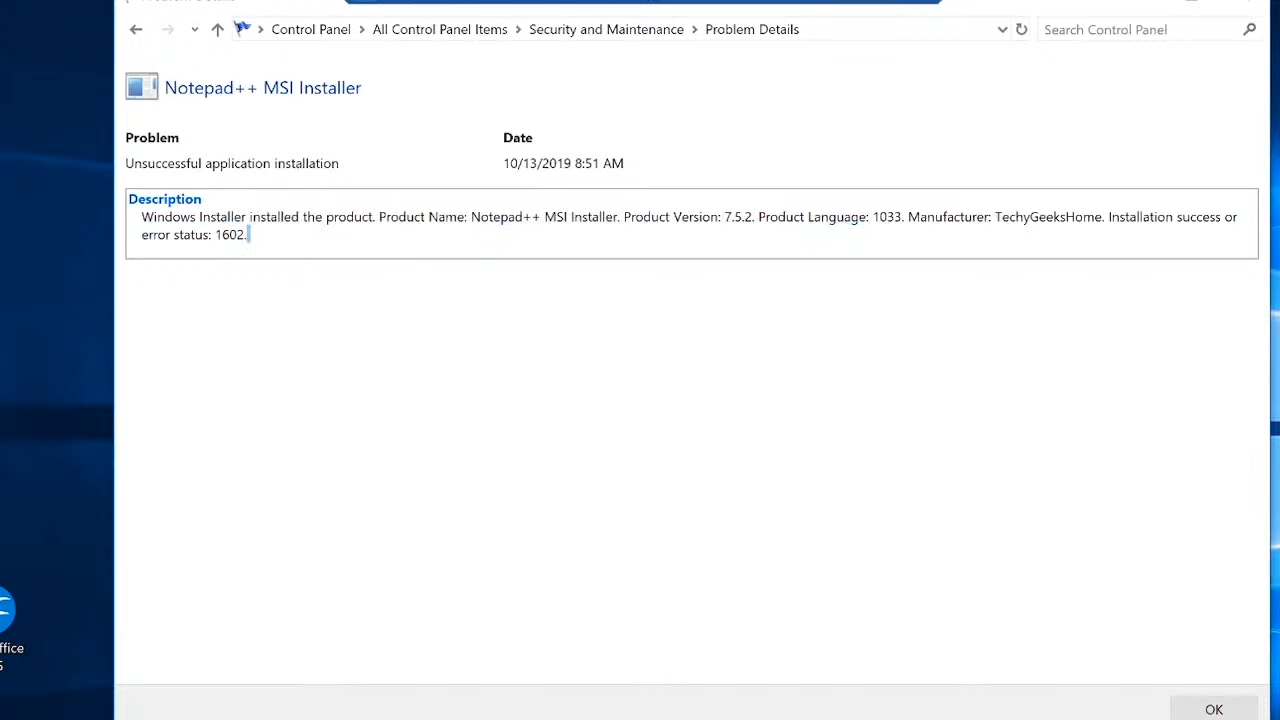 Control Panel > All Control Panel Items > Security and Maintenance > Problem Details
Search Control Panel
Notepad++ MSI Installer
Problem
Date
Unsuccessful application installation
10/13/2019 8:51 AM
Description
Windows Installer installed the product. Product Name: Notepad++ MSI Installer. Product Version: 7.5.2. Product Language: 1033. Manufacturer: TechyGeeksHome. Installation success or
error status: 1602.
ffice
5
OK